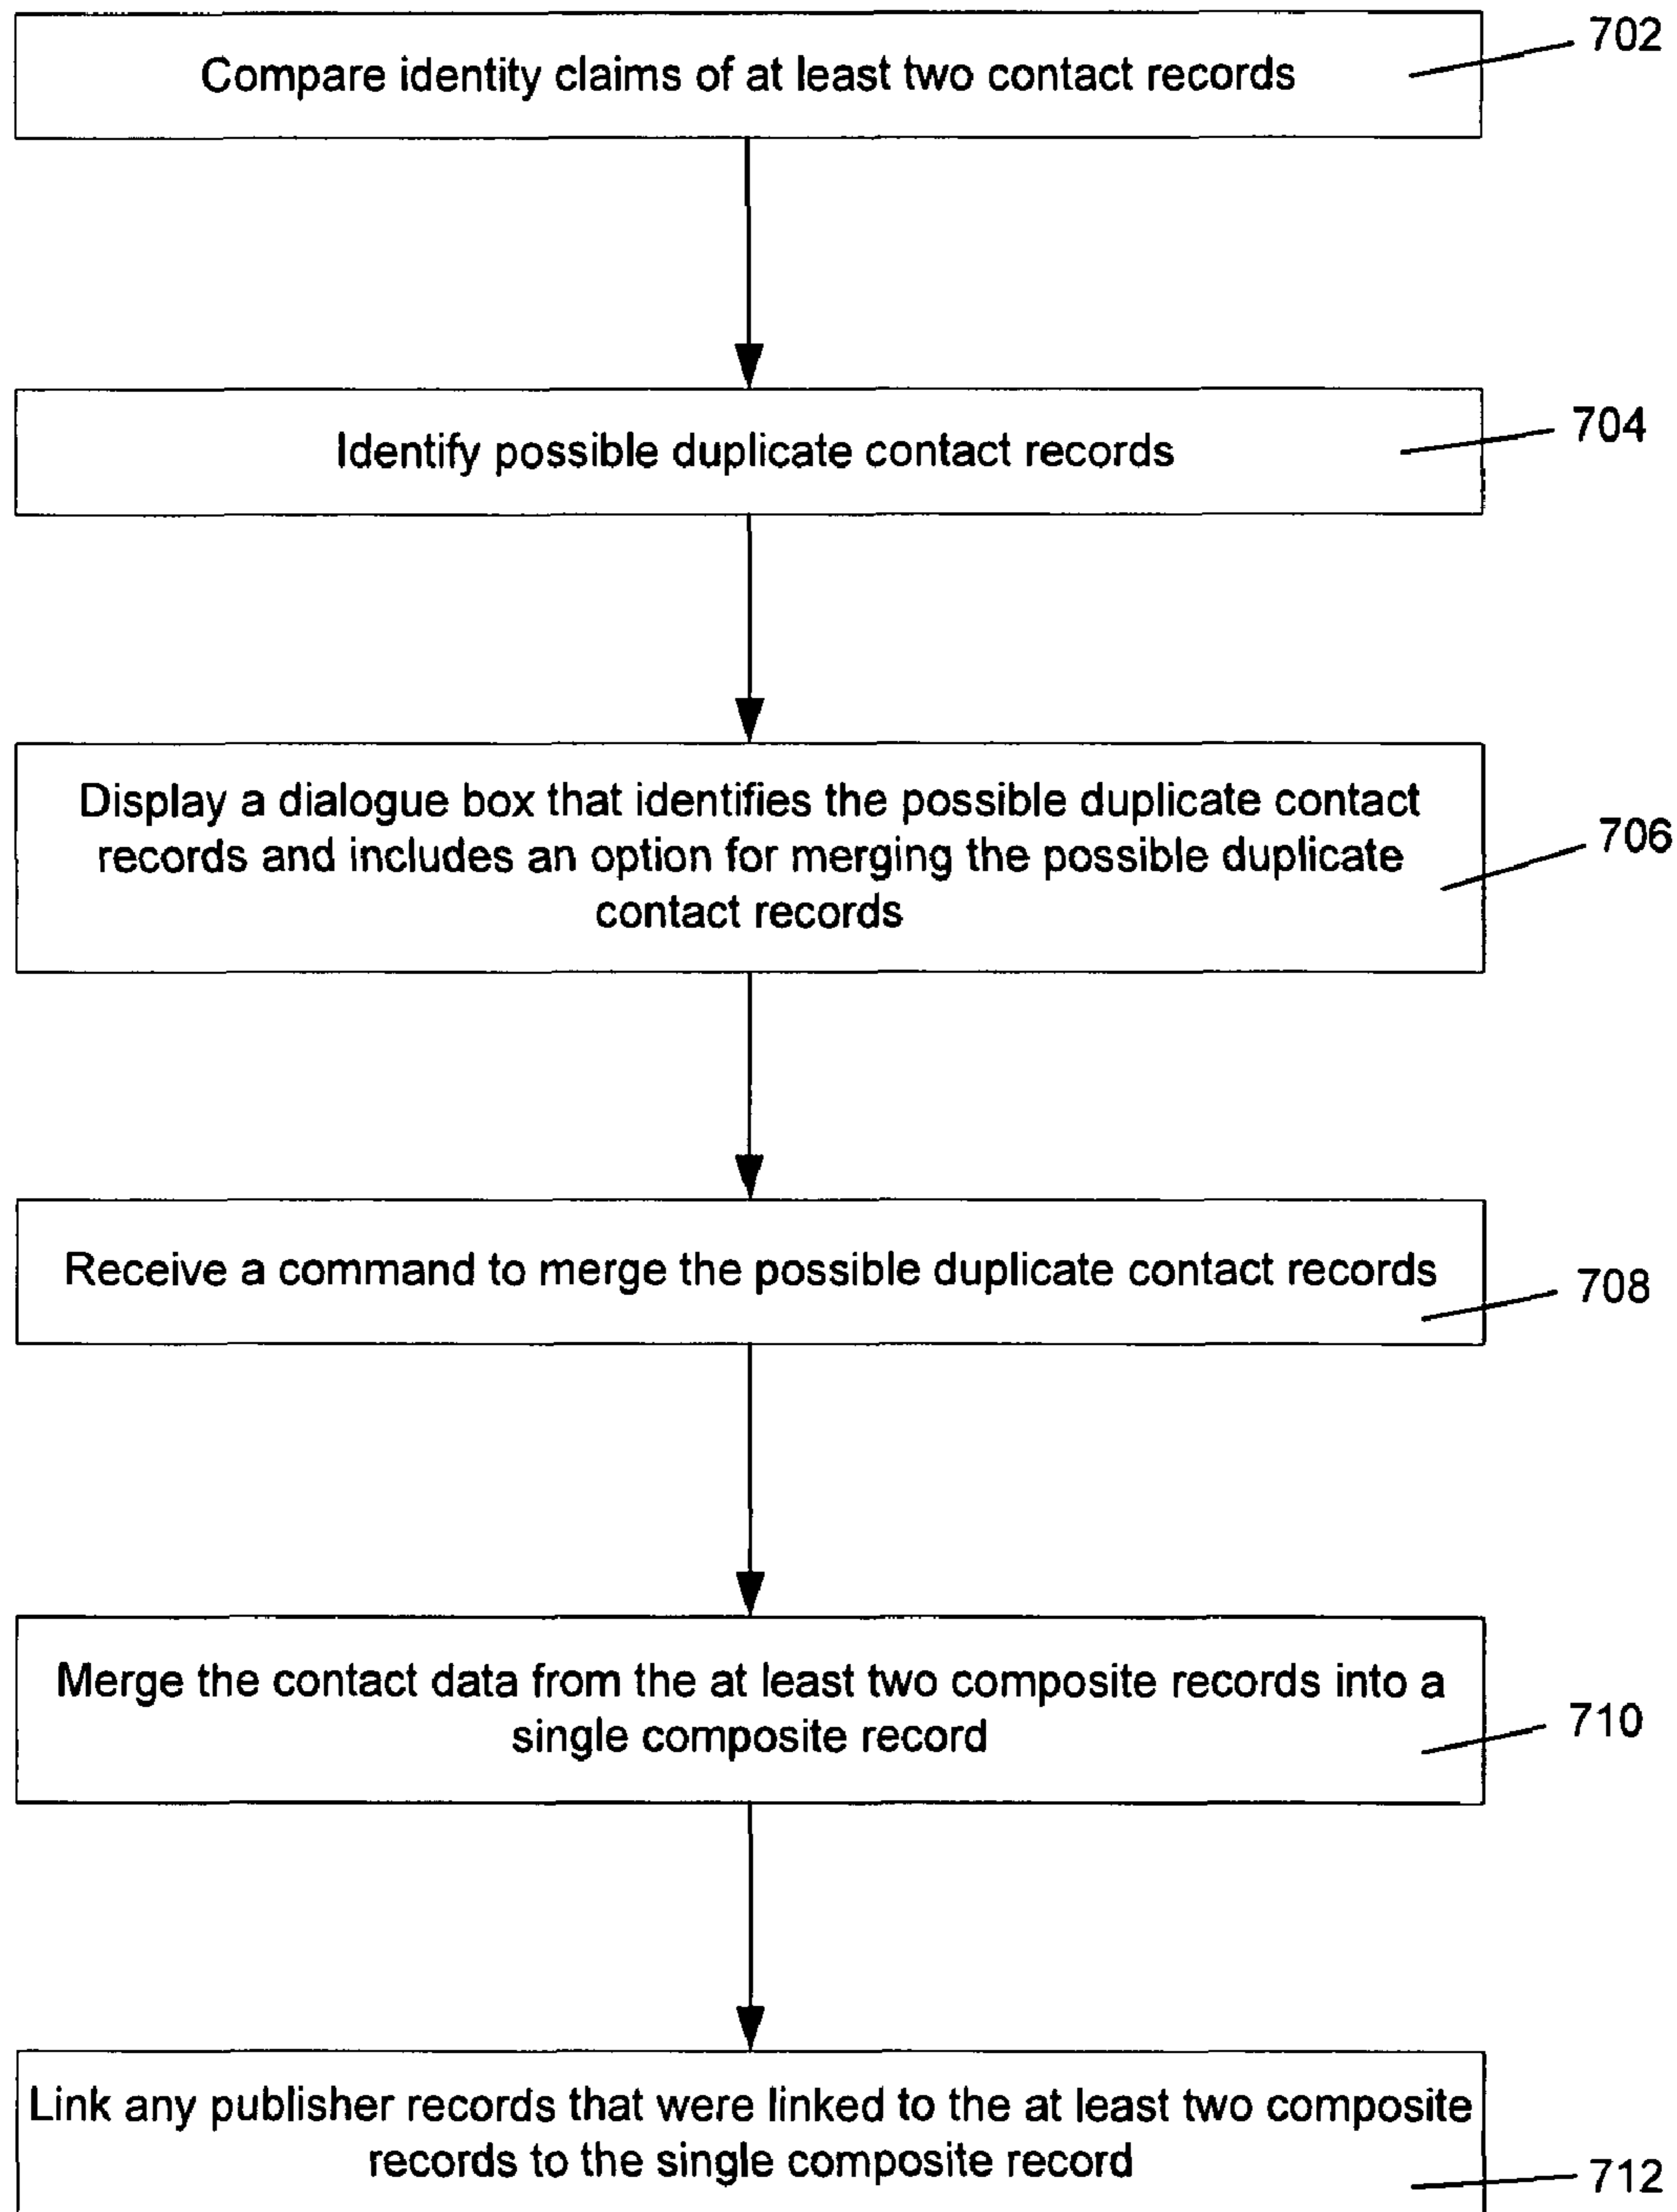 Compare identity claims of at least two contact records
702
Identify possible duplicate contact records
704
Display a dialogue box that identifies the possible duplicate contact
records and includes an option for merging the possible duplicate
contact records
706
Receive a command to merge the possible duplicate contact records
708
Merge the contact data from the at least two composite records into a
single composite record
710
Link any publisher records that were linked to the at least two composite
records to the single composite record
712